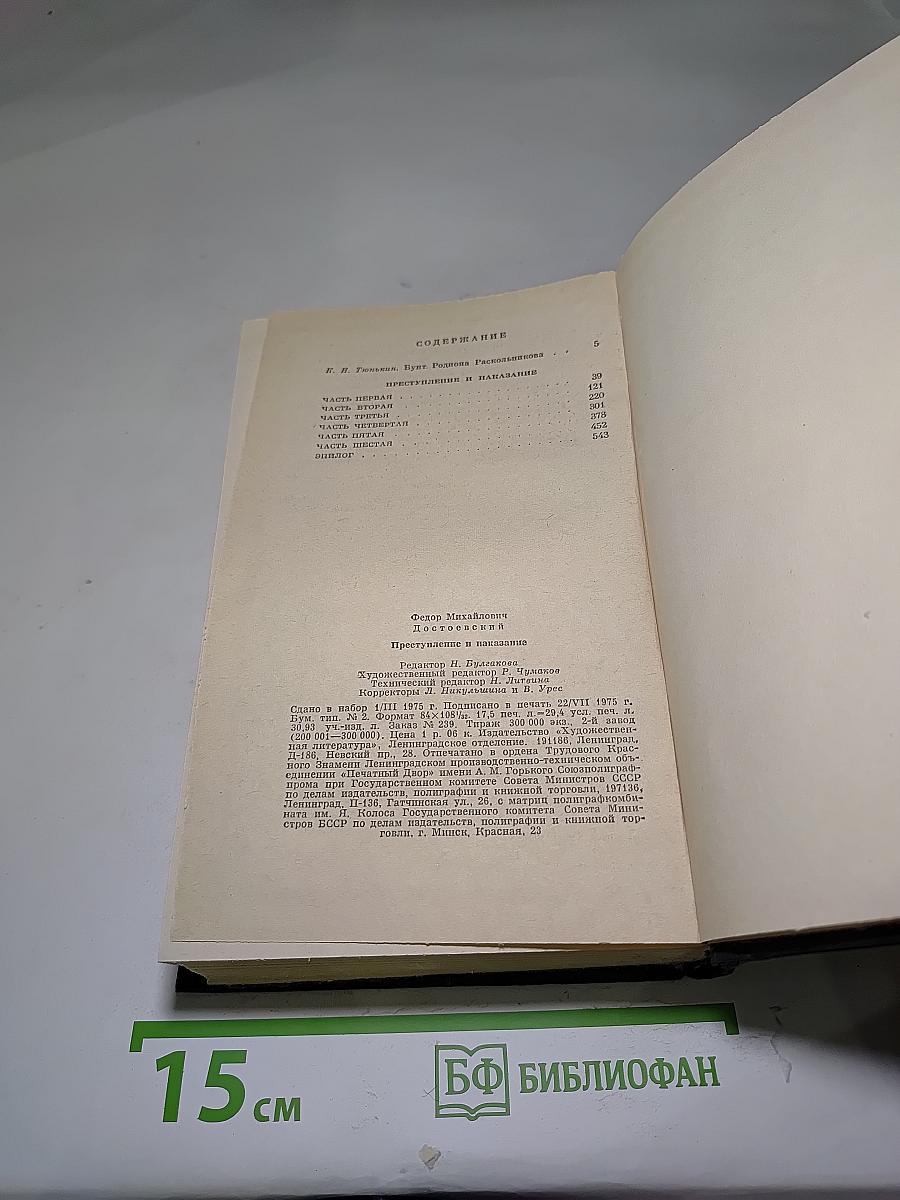 СОДЕРЖАНИЕ
К. И. Тюнькин. Бунт Родиона Раскольникова . . 5
ПРЕСТУПЛЕНИЕ И НАКАЗАНИЕ
ЧАСТЬ ПЕРВАЯ . . . 39
ЧАСТЬ ВТОРАЯ . . . 121
ЧАСТЬ ТРЕТЬЯ . . . 220
ЧАСТЬ ЧЕТВЕРТАЯ . . . 301
ЧАСТЬ ПЯТАЯ . . . 378
ЧАСТЬ ШЕСТАЯ . . . 452
ЭПИЛОГ . . . 543
Федор Михайлович
Достоевский
Преступление и наказание
Редактор Н. Булгакова
Художественный редактор Р. Чумаков
Технический редактор Н. Литвина
Корректоры Л. Никульшина и В. Урес
Сдано в набор 1/III 1975 г. Подписано в печать 22/VII 1975 г.
Бум. тип. № 2. Формат 84×108¹/₃₂. 17,5 печ. л.=29,4 усл. печ. л.
30,93 уч.-изд. л. Заказ № 239. Тираж 300 000 экз., 2-й завод
(200 001—300 000). Цена 1 р. 06 к. Издательство «Художествен-
ная литература», Ленинградское отделение. 191186, Ленинград,
Д-186, Невский пр., 28. Отпечатано в ордена Трудового Крас-
ного Знамени Ленинградском производственно-техническом объ-
единении «Печатный Двор» имени А. М. Горького Союзполиграф-
прома при Государственном комитете Совета Министров СССР
по делам издательств, полиграфии и книжной торговли, 197136,
Ленинград, П-136, Гатчинская ул., 26, с матриц полиграфкомби-
ната им. Я. Колоса Государственного комитета Совета Мини-
стров БССР по делам издательств, полиграфии и книжной тор-
говли, г. Минск, Красная, 23
15 см
БФ БИБЛИОФАН